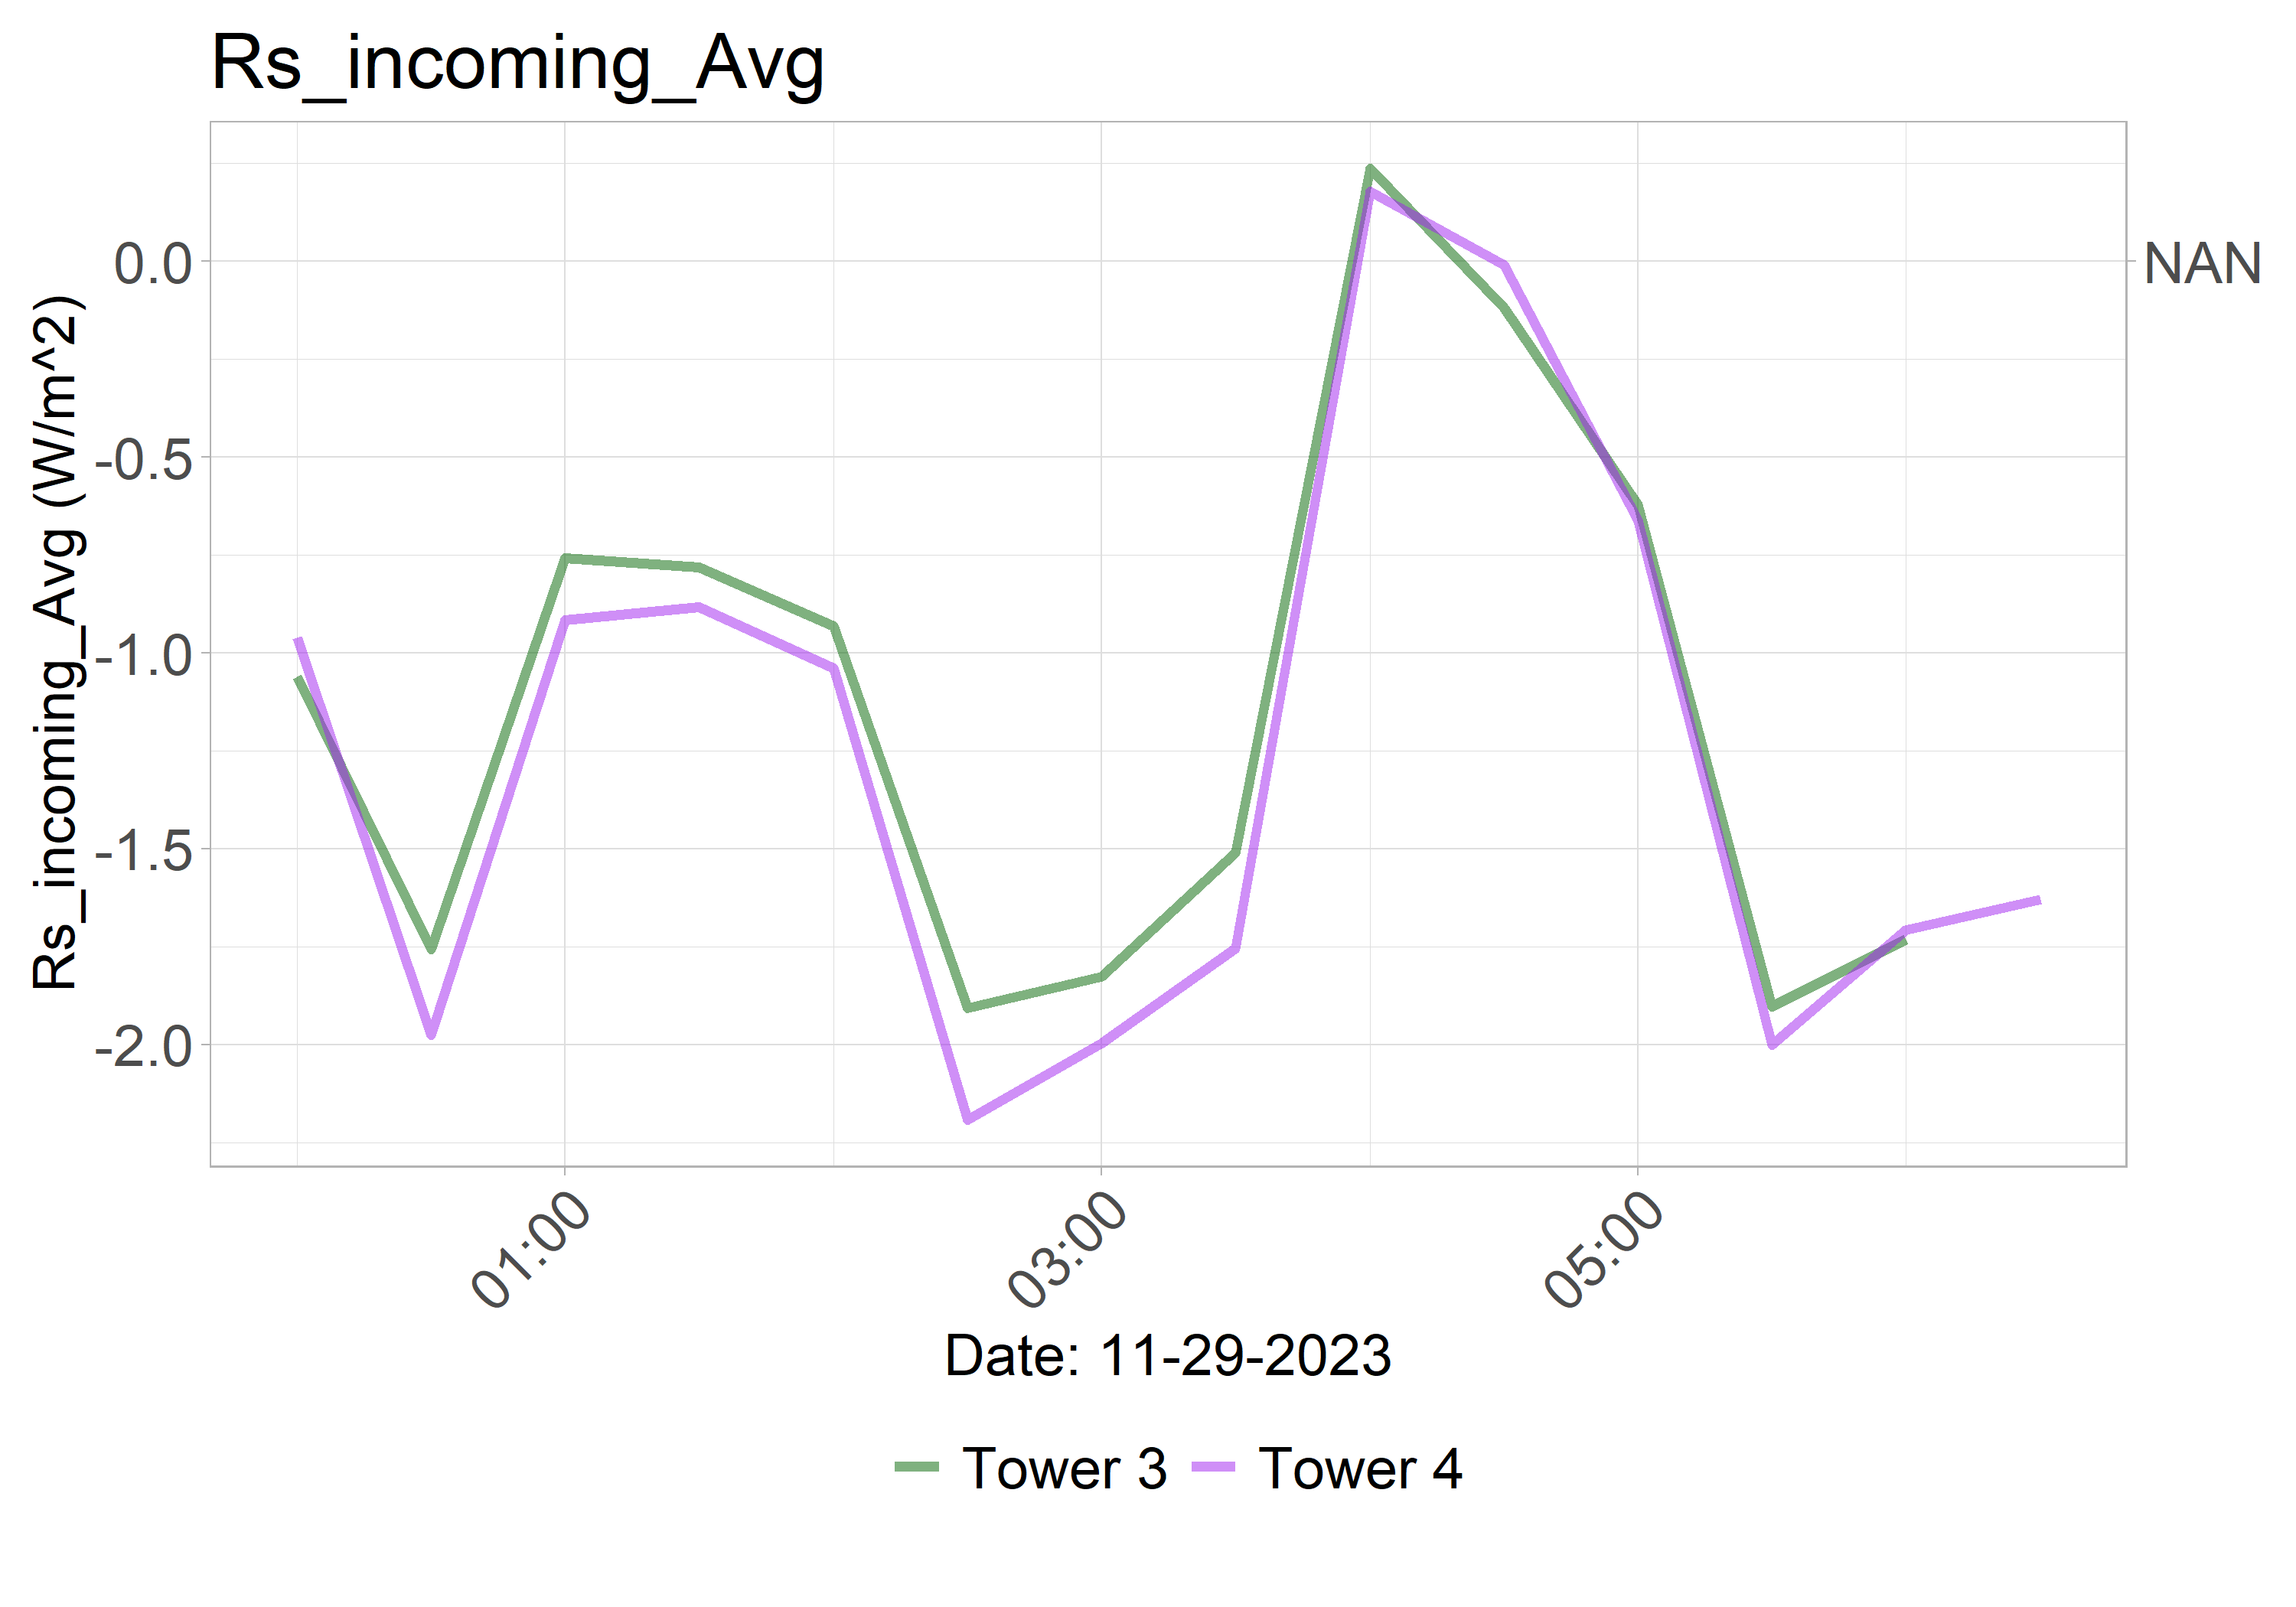 Rs_incoming_Avg
Rs_incoming_Avg (W/m^2)
0.0
-0.5
-1.0
-1.5
-2.0
NAN
01:00
03:00
05:00
Date: 11-29-2023
Tower 3
Tower 4